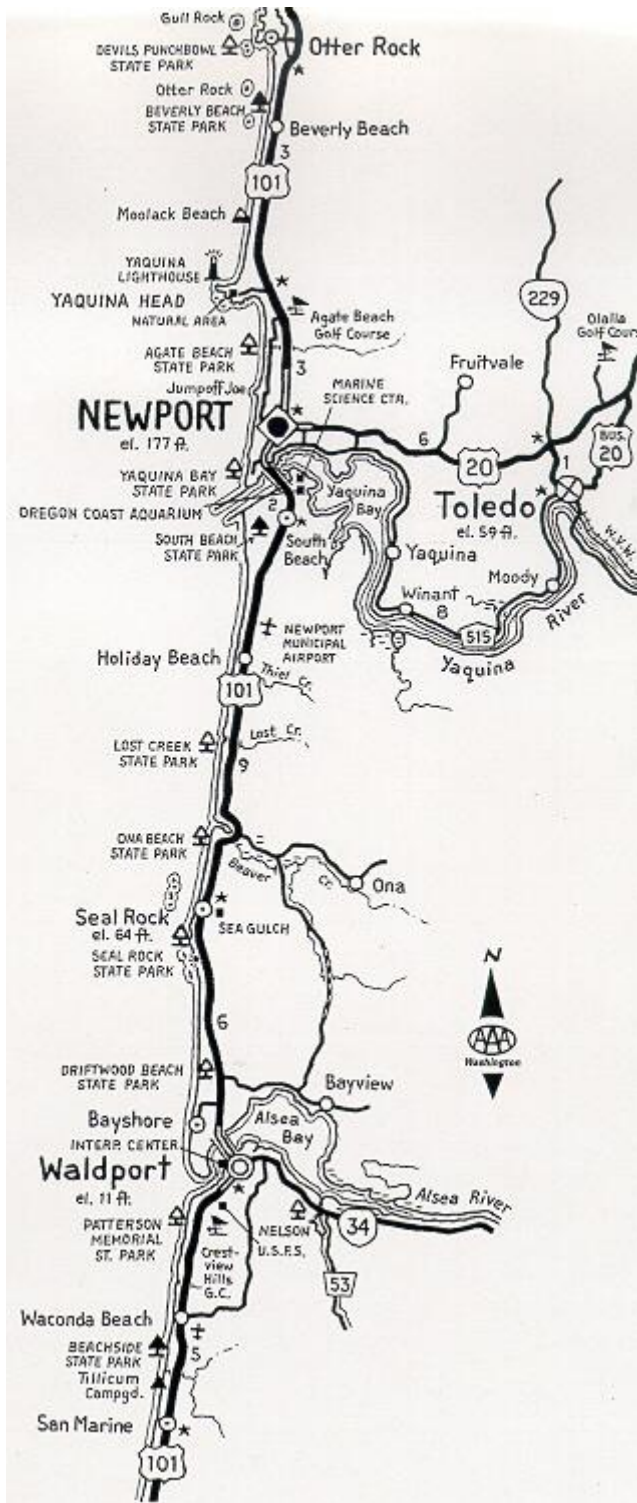 Gull Rock
DEVILS PUNCHBOWL
STATE PARK
Otter Rock
Otter Rock
BEVERLY BEACH
STATE PARK
Beverly Beach
3
101
Moolack Beach
YAQUINA
LIGHTHOUSE
YAQUINA HEAD
NATURAL AREA
Agate Beach
Golf Course
229
Olalla
Golf Course
AGATE BEACH
STATE PARK
3
Fruitvale
Jumpoff Joe
MARINE
SCIENCE CTR.
NEWPORT
el. 177 ft.
6
20
BUS.
20
1
YAQUINA BAY
STATE PARK
Yaquina
Bay
Toledo
el. 59 ft.
OREGON COAST AQUARIUM
2
SOUTH BEACH
STATE PARK
South
Beach
Yaquina
W.V.R.
Moody
Winant
8
515
River
Yaquina
NEWPORT
MUNICIPAL
AIRPORT
Holiday Beach
Thiel Cr.
101
Lost Cr.
LOST CREEK
STATE PARK
9
ONA BEACH
STATE PARK
Beaver
Cr.
Ona
Seal Rock
el. 64 ft.
SEA GULCH
SEAL ROCK
STATE PARK
N
AAA
Washington
6
DRIFTWOOD BEACH
STATE PARK
Bayview
Bayshore
Alsea
Bay
INTERP. CENTER
Waldport
el. 11 ft.
Alsea River
PATTERSON
MEMORIAL
ST. PARK
NELSON
U.S.F.S.
34
Crest-
view
Hills
G.C.
53
Waconda Beach
BEACHSIDE
STATE PARK
5
Tillicum
Campgd.
San Marine
101